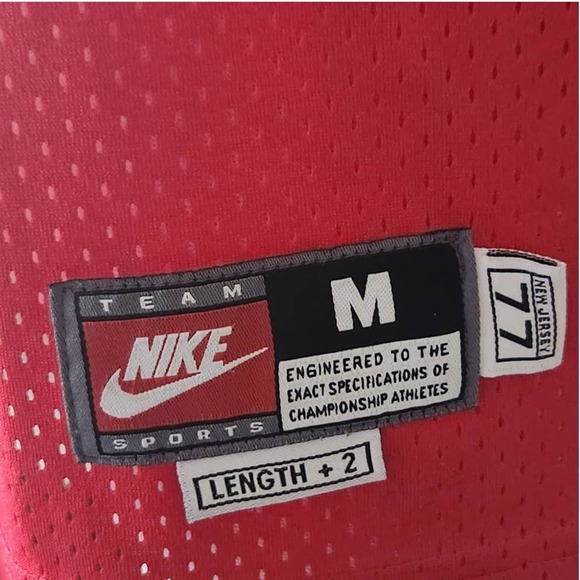 TEAM
NIKE
SPORTS
M
ENGINEERED TO THE
EXACT SPECIFICATIONS OF
CHAMPIONSHIP ATHLETES
LENGTH + 2
NEW JERSEY
77